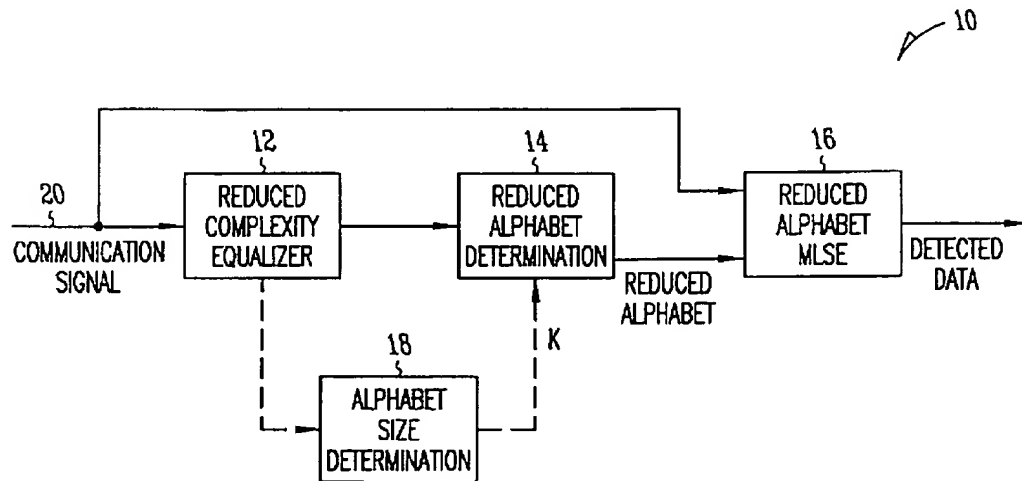 10
12
14
16
20
REDUCED
COMPLEXITY
EQUALIZER
REDUCED
ALPHABET
DETERMINATION
REDUCED
ALPHABET
MLSE
COMMUNICATION
SIGNAL
REDUCED
ALPHABET
DETECTED
DATA
K
18
ALPHABET
SIZE
DETERMINATION